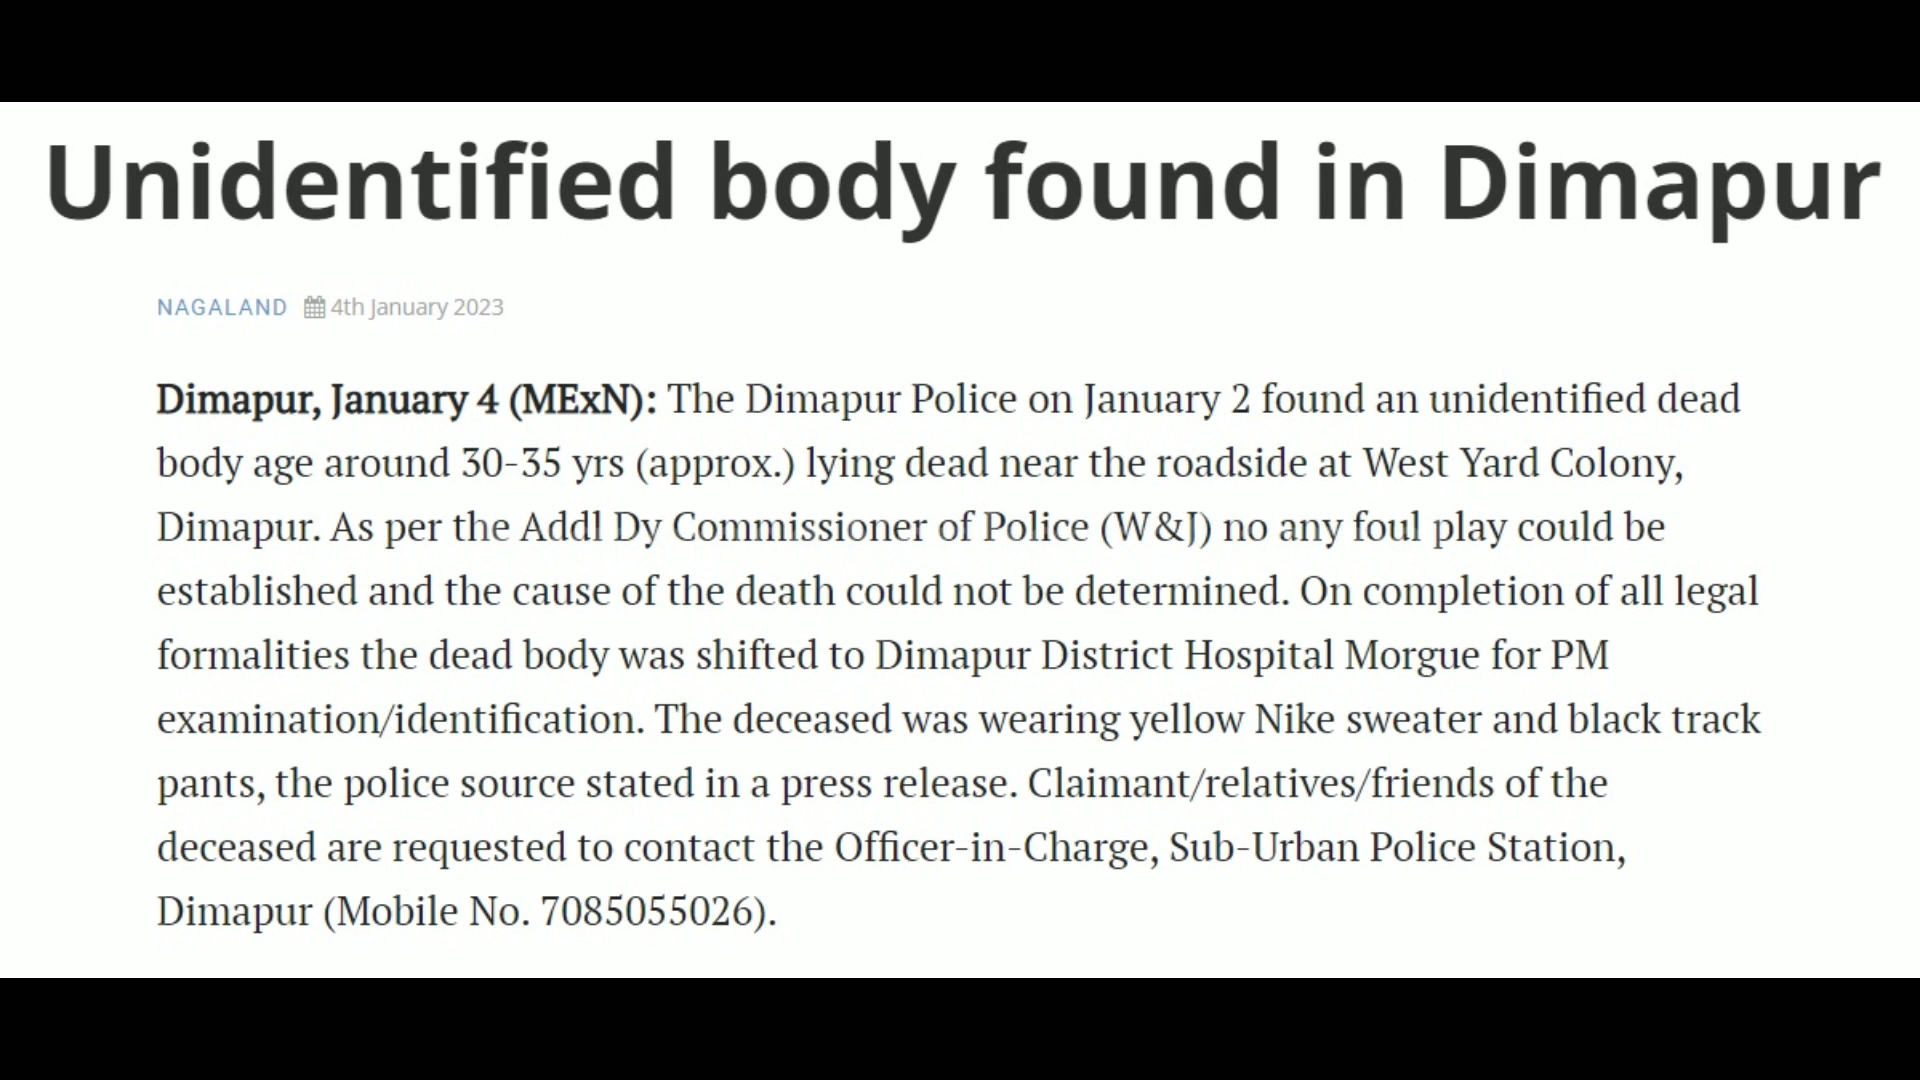 Unidentified body found in Dimapur
NAGALAND 4th January 2023
Dimapur, January 4 (MExN): The Dimapur Police on January 2 found an unidentified dead
body age around 30-35 yrs (approx.) lying dead near the roadside at West Yard Colony,
Dimapur. As per the Addl Dy Commissioner of Police (W&J) no any foul play could be
established and the cause of the death could not be determined. On completion of all legal
formalities the dead body was shifted to Dimapur District Hospital Morgue for PM
examination/identification. The deceased was wearing yellow Nike sweater and black track
pants, the police source stated in a press release. Claimant/relatives/friends of the
deceased are requested to contact the Officer-in-Charge, Sub-Urban Police Station,
Dimapur (Mobile No. 7085055026).